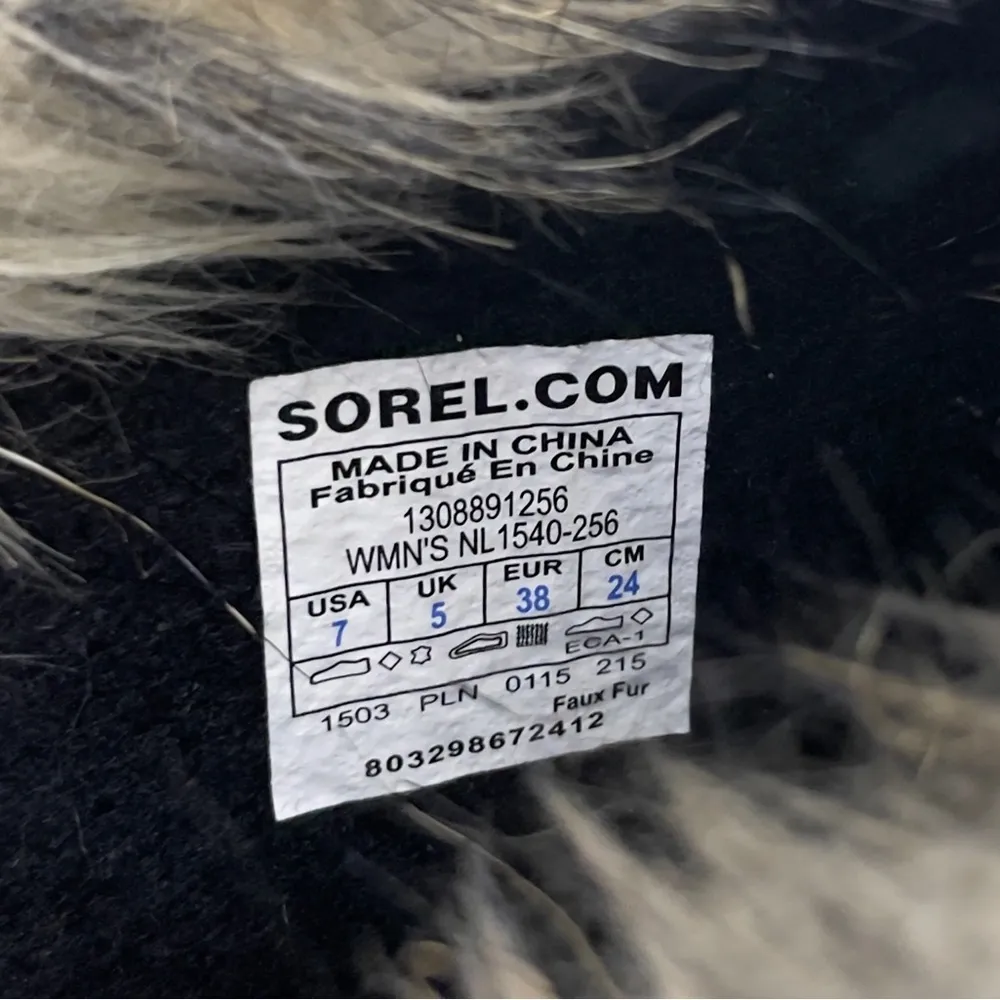 SOREL.COM
MADE IN CHINA
Fabriqué En Chine
1308891256
WMN'S NL1540-256
USA UK EUR CM
7 5 38 24
ECA-1
1503 PLN 0115 215
Faux Fur
803298672412